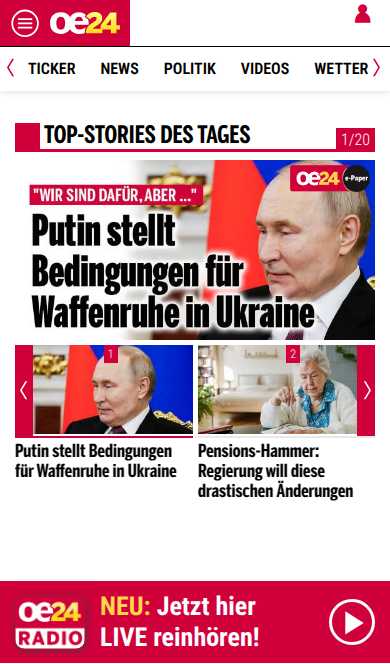 oe24
TICKER NEWS POLITIK VIDEOS WETTER
TOP-STORIES DES TAGES
1/20
oe24 e-Paper
"WIR SIND DAFÜR, ABER ..."
Putin stellt
Bedingungen für
Waffenruhe in Ukraine
1
2
Putin stellt Bedingungen
für Waffenruhe in Ukraine
Pensions-Hammer:
Regierung will diese
drastischen Änderungen
oe24
RADIO
NEU: Jetzt hier
LIVE reinhören!